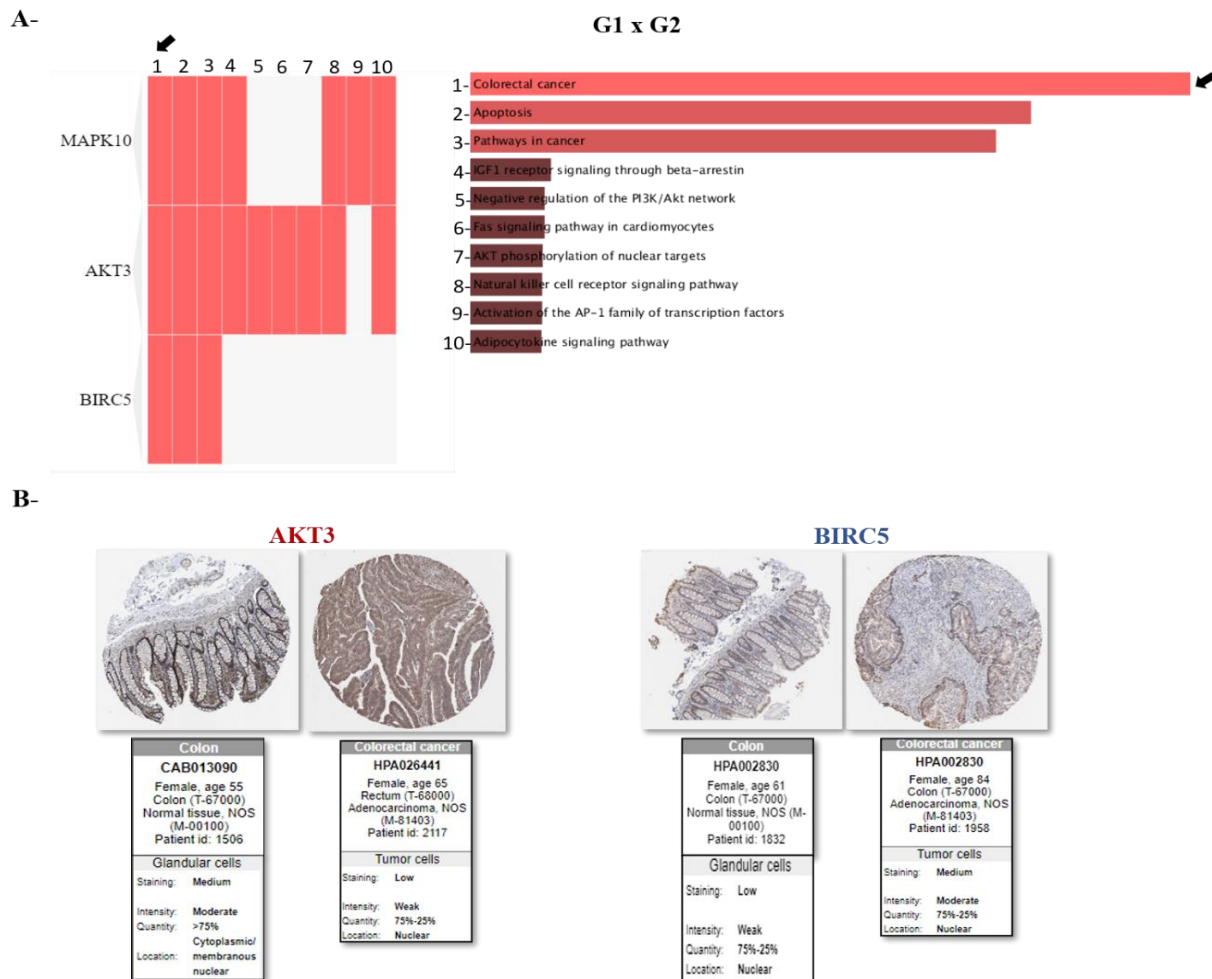 A-
G1 x G2
1 2 3 4 5 6 7 8 9 10
MAPK10
AKT3
BIRC5
1- Colorectal cancer
2- Apoptosis
3- Pathways in cancer
4- IGF1 receptor signaling through beta-arrestin
5- Negative regulation of the PI3K/Akt network
6- Fas signaling pathway in cardiomyocytes
7- AKT phosphorylation of nuclear targets
8- Natural killer cell receptor signaling pathway
9- Activation of the AP-1 family of transcription factors
10- Adipocytokine signaling pathway
B-
AKT3
Colon
CAB013090
Female, age 55
Colon (T-67000)
Normal tissue, NOS
(M-00100)
Patient id: 1506
Glandular cells
Staining: Medium
Intensity: Moderate
Quantity: >75%
Cytoplasmic/
Location: membranous
nuclear
Colorectal cancer
HPA026441
Female, age 65
Rectum (T-68000)
Adenocarcinoma, NOS
(M-81403)
Patient id: 2117
Tumor cells
Staining: Low
Intensity: Weak
Quantity: 75%-25%
Location: Nuclear
BIRC5
Colon
HPA002830
Female, age 61
Colon (T-67000)
Normal tissue, NOS (M-
00100)
Patient id: 1832
Glandular cells
Staining: Low
Intensity: Weak
Quantity: 75%-25%
Location: Nuclear
Colorectal cancer
HPA002830
Female, age 84
Colon (T-67000)
Adenocarcinoma, NOS
(M-81403)
Patient id: 1958
Tumor cells
Staining: Medium
Intensity: Moderate
Quantity: 75%-25%
Location: Nuclear